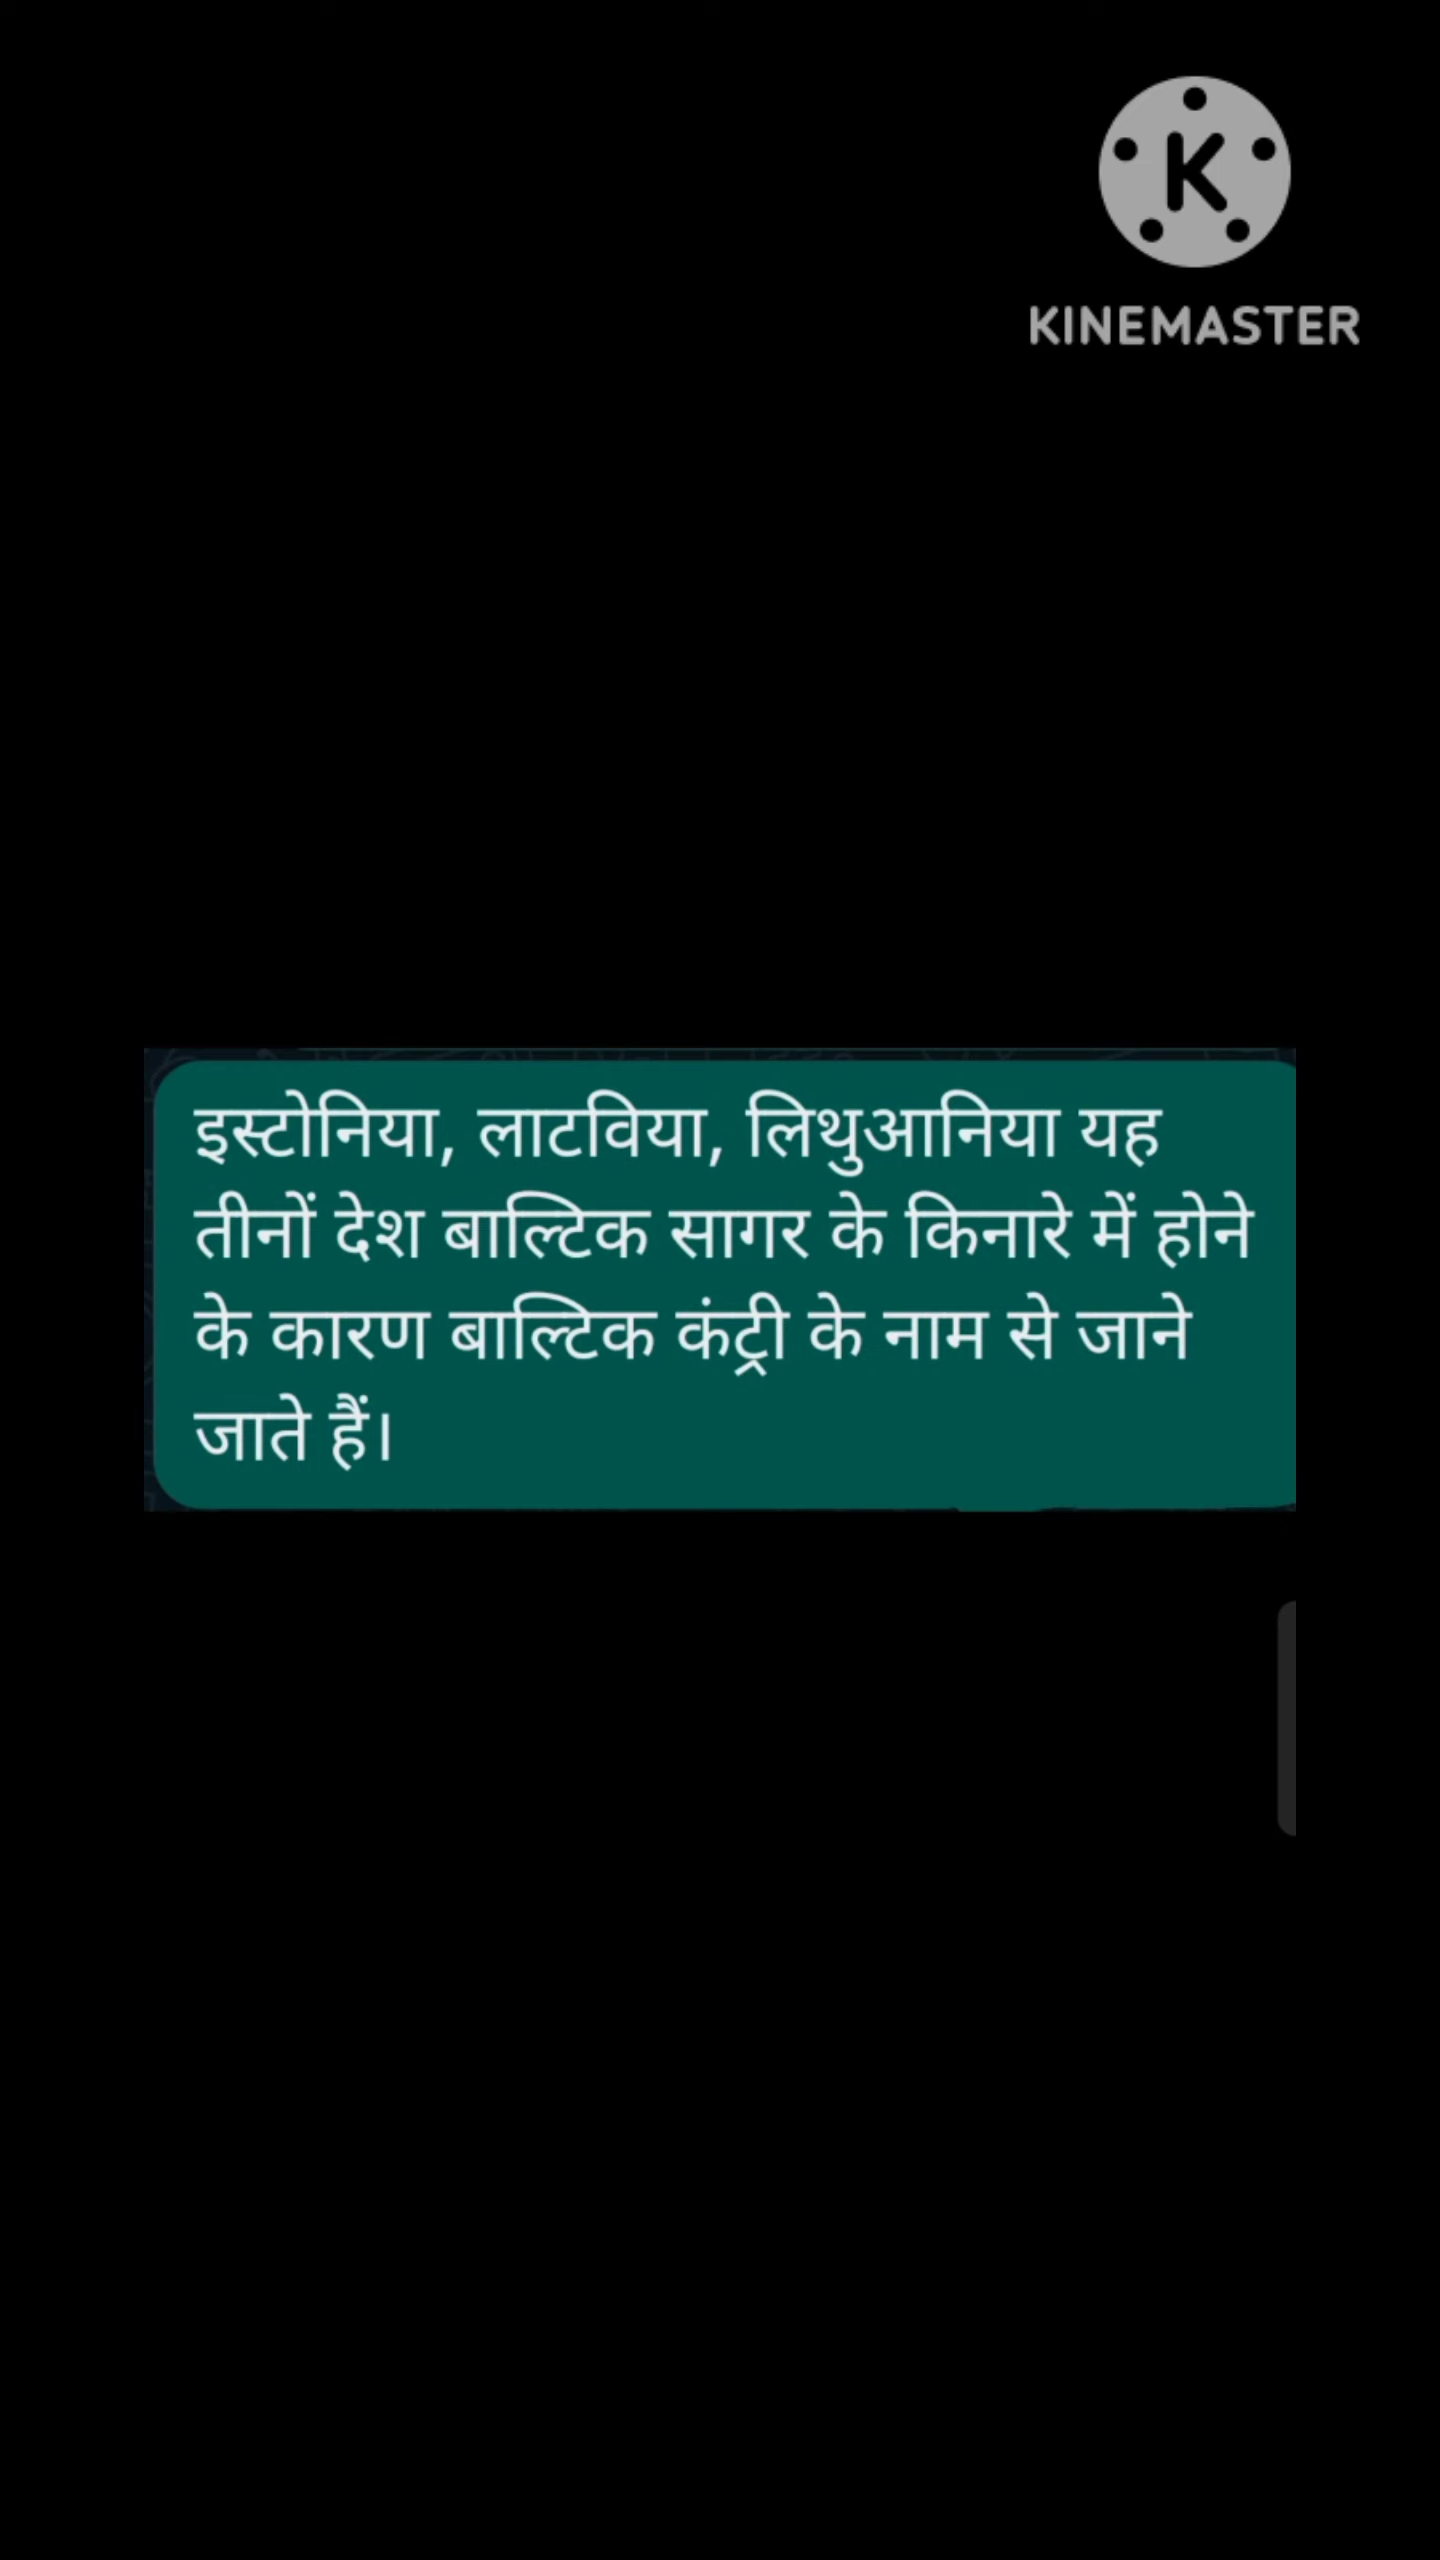 K
KINEMASTER
इस्टोनिया, लाटविया, लिथुआनिया यह
तीनों देश बाल्टिक सागर के किनारे में होने
के कारण बाल्टिक कंट्री के नाम से जाने
जाते हैं।